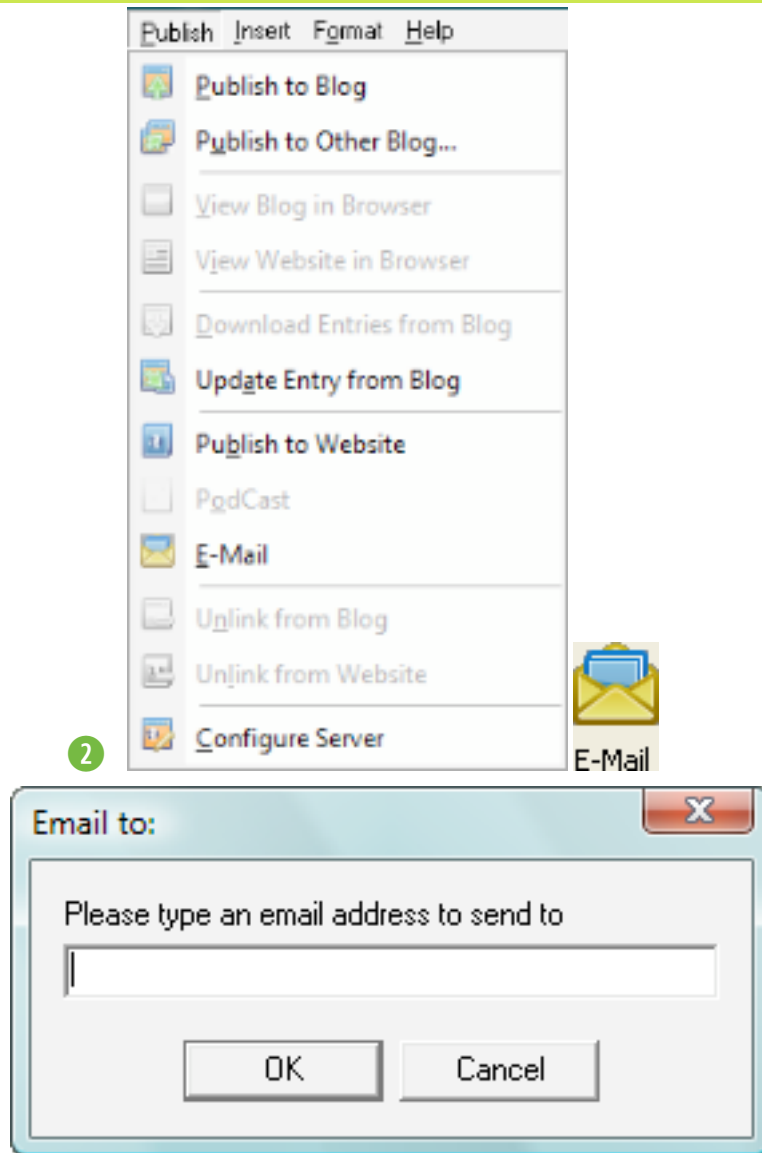 Publish Insert Format Help
Publish to Blog
Publish to Other Blog...
View Blog in Browser
View Website in Browser
Download Entries from Blog
Update Entry from Blog
Publish to Website
PodCast
E-Mail
Unlink from Blog
Unlink from Website
2 Configure Server
E-Mail
Email to:
Please type an email address to send to
OK Cancel